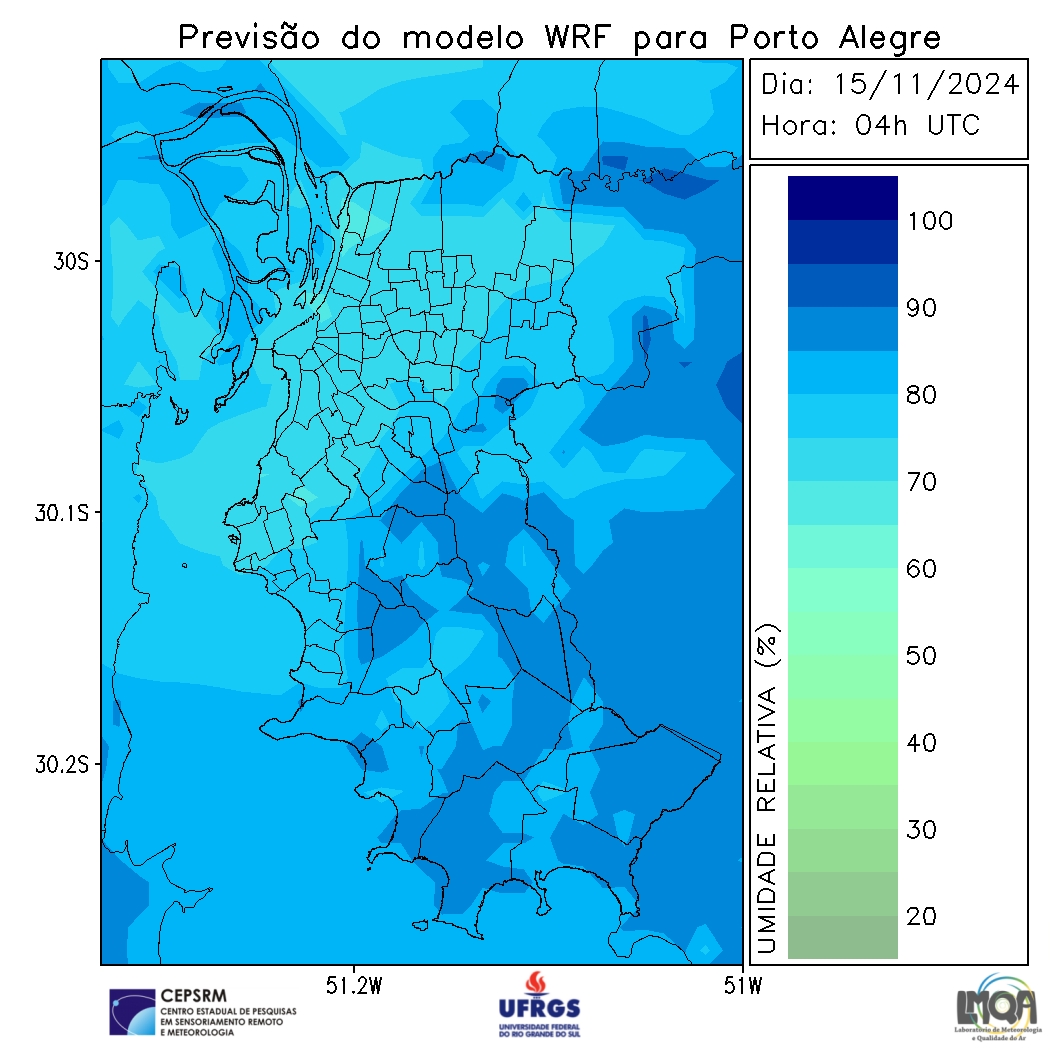 Previsão do modelo WRF para Porto Alegre
Dia: 15/11/2024
Hora: 04h UTC
30S
30.1S
30.2S
51.2W
51W
UMIDADE RELATIVA (%)
100
90
80
70
60
50
40
30
20
CEPSRM
CENTRO ESTADUAL DE PESQUISAS
EM SENSORIAMENTO REMOTO
E METEOROLOGIA
UFRGS
UNIVERSIDADE FEDERAL
DO RIO GRANDE DO SUL
LMQA
Laboratório de Meteorologia
e Qualidade do Ar